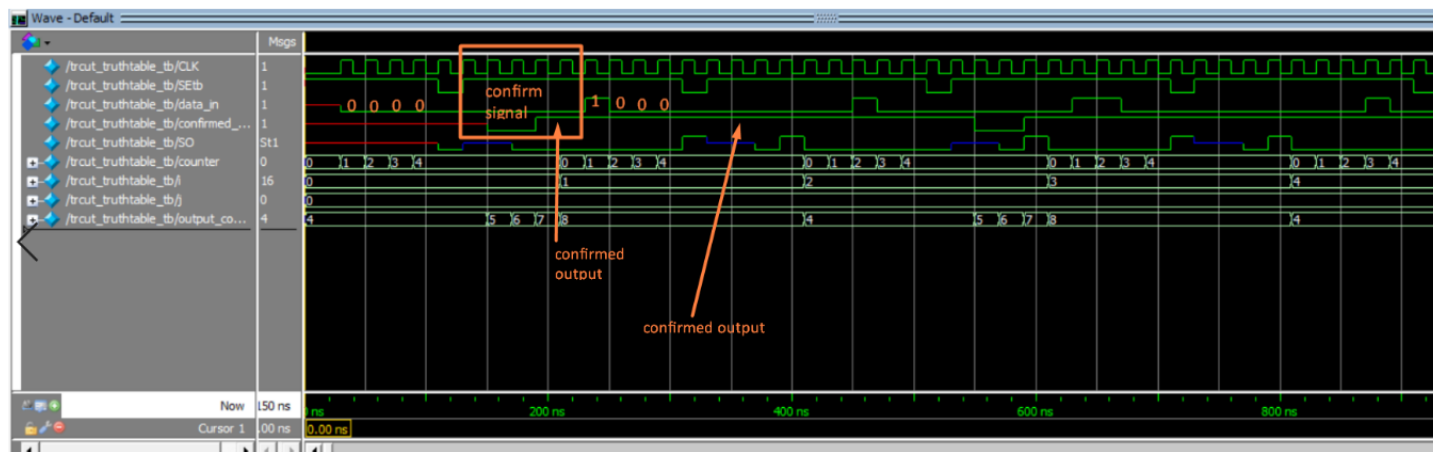 Wave - Default
Msgs
/trcut_truthtable_tb/CLK 1
/trcut_truthtable_tb/SEtb 1
/trcut_truthtable_tb/data_in 1 0 0 0 0 1 0 0 0
/trcut_truthtable_tb/confirmed_... 1
/trcut_truthtable_tb/SO St1
/trcut_truthtable_tb/counter 0 0 1 2 3 4 0 1 2 3 4 0 1 2 3 4 0 1 2 3 4 0 1 2 3 4
/trcut_truthtable_tb/i 16 0 1 2 3 4
/trcut_truthtable_tb/j 0 0
/trcut_truthtable_tb/output_co... 4 4 5 6 7 8 4 5 6 7 8 4
confirm
signal
confirmed
output
confirmed output
Now 150 ns ns 200 ns 400 ns 600 ns 800 ns
Cursor 1 .00 ns 0.00 ns